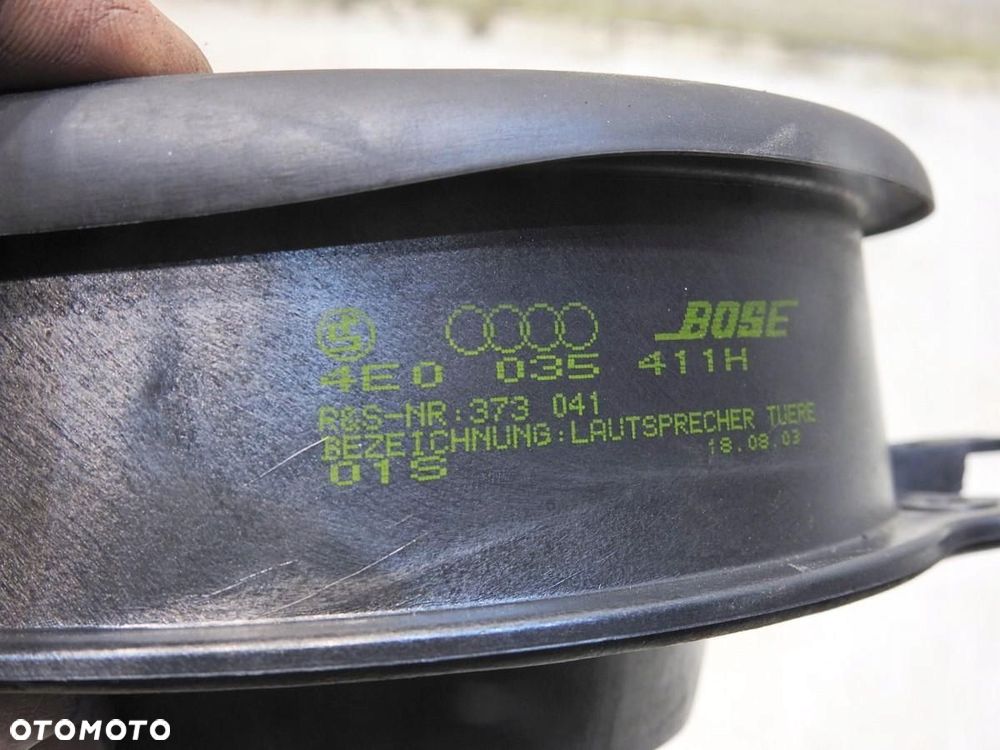 BOSE
4E0 035 411H
R&S-NR:373 041
BEZEICHNUNG:LAUTSPRECHER TUERE
18.08.03
01S
OTOMOTO